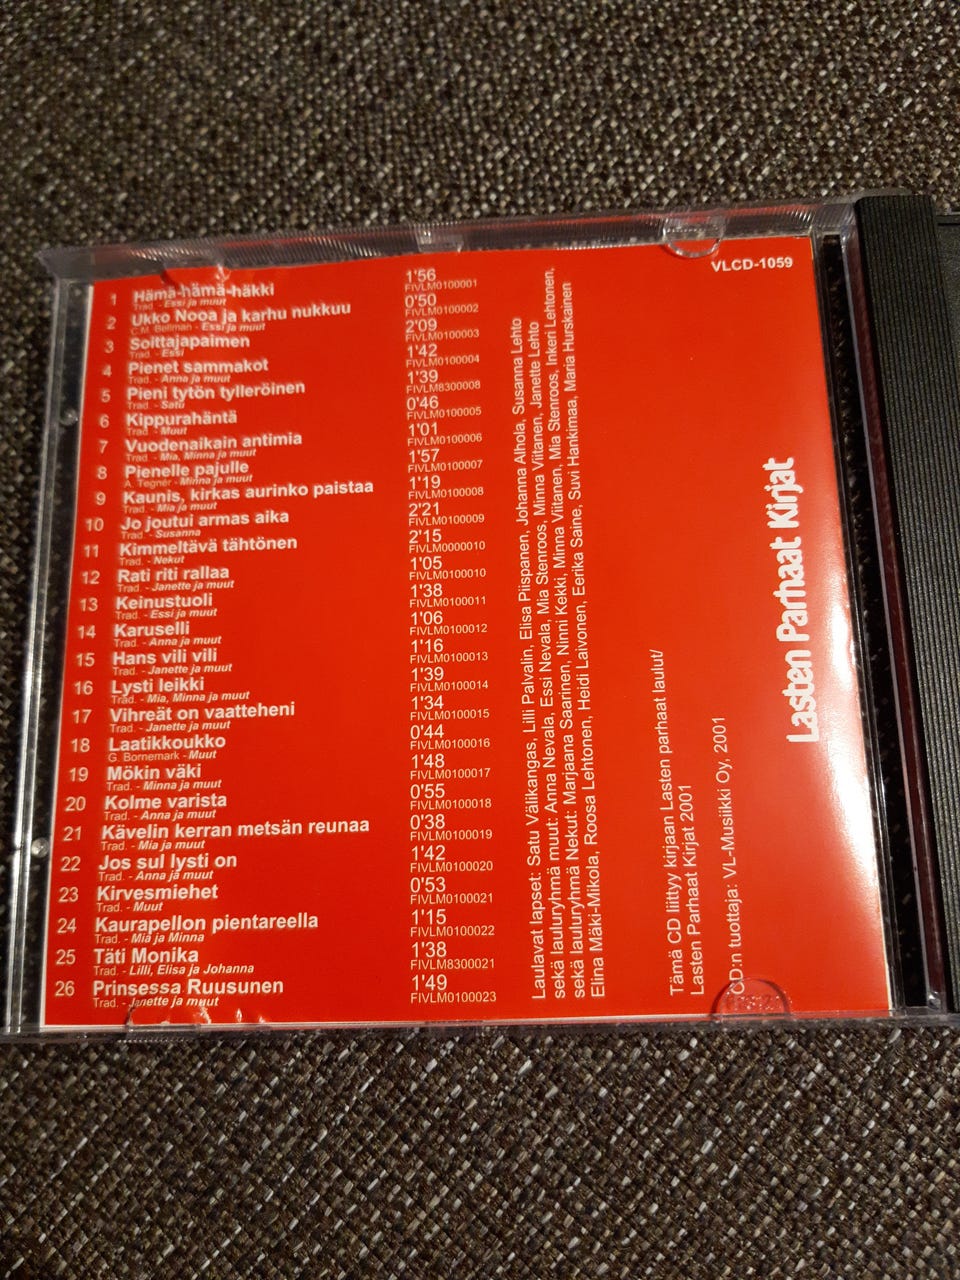 VLCD-1059
1 Hämä-hämä-häkki 1'56
Trad. - Essi ja muut FIVLM0100001
2 Ukko Nooa ja karhu nukkuu 0'50
C.M. Bellman - Essi ja muut FIVLM0100002
3 Soittajapaimen 2'09
Trad. - Essi FIVLM0100003
4 Pienet sammakot 1'42
Trad. - Anna ja muut FIVLM0100004
5 Pieni tytön tylleröinen 1'39
Trad. - Satu FIVLM8300008
6 Kippurahäntä 0'46
Trad. - Muut FIVLM0100005
7 Vuodenaikain antimia 1'01
Trad. - Mia, Minna ja muut FIVLM0100006
8 Pienelle pajulle 1'57
A. Tegnér - Minna ja muut FIVLM0100007
9 Kaunis, kirkas aurinko paistaa 1'19
Trad. - Mia ja muut FIVLM0100008
10 Jo joutui armas aika 2'21
Trad. - Susanna FIVLM0100009
11 Kimmeltävä tähtönen 2'15
Trad. - Nekut FIVLM0000010
12 Rati riti rallaa 1'05
Trad. - Janette ja muut FIVLM0100010
13 Keinustuoli 1'38
Trad. - Essi ja muut FIVLM0100011
14 Karuselli 1'06
Trad. - Anna ja muut FIVLM0100012
15 Hans vili vili 1'16
Trad. - Janette ja muut FIVLM0100013
16 Lysti leikki 1'39
Trad. - Mia, Minna ja muut FIVLM0100014
17 Vihreät on vaatteheni 1'34
Trad. - Janette ja muut FIVLM0100015
18 Laatikkoukko 0'44
G. Bornemark - Muut FIVLM0100016
19 Mökin väki 1'48
Trad. - Minna ja muut FIVLM0100017
20 Kolme varista 0'55
Trad. - Anna ja muut FIVLM0100018
21 Kävelin kerran metsän reunaa 0'38
Trad. - Mia ja muut FIVLM0100019
22 Jos sul lysti on 1'42
Trad. - Anna ja muut FIVLM0100020
23 Kirvesmiehet 0'53
Trad. - Muut FIVLM0100021
24 Kaurapellon pientareella 1'15
Trad. - Mia ja Minna FIVLM0100022
25 Täti Monika 1'38
Trad. - Lilli, Elisa ja Johanna FIVLM8300021
26 Prinsessa Ruusunen 1'49
Trad. - Janette ja muut FIVLM0100023
Laulavat lapset: Satu Välikangas, Lilli Palvalin, Elisa Piispanen, Johanna Alhola, Susanna Lehto
sekä lauluryhmä muut: Anna Nevala, Essi Nevala, Mia Stenroos, Minna Viitanen, Janette Lehto
sekä lauluryhmä Nekut: Marjaana Saarinen, Ninni Kekki, Minna Viitanen, Mia Stenroos, Inkeri Lehtonen,
Elina Mäki-Mikola, Roosa Lehtonen, Heidi Laivonen, Eerika Saine, Suvi Hankimaa, Maria Hurskainen
Tämä CD liittyy kirjaan Lasten parhaat laulut/
Lasten Parhaat Kirjat 2001
CD:n tuottaja: VL-Musiikki Oy, 2001
Lasten Parhaat Kirjat